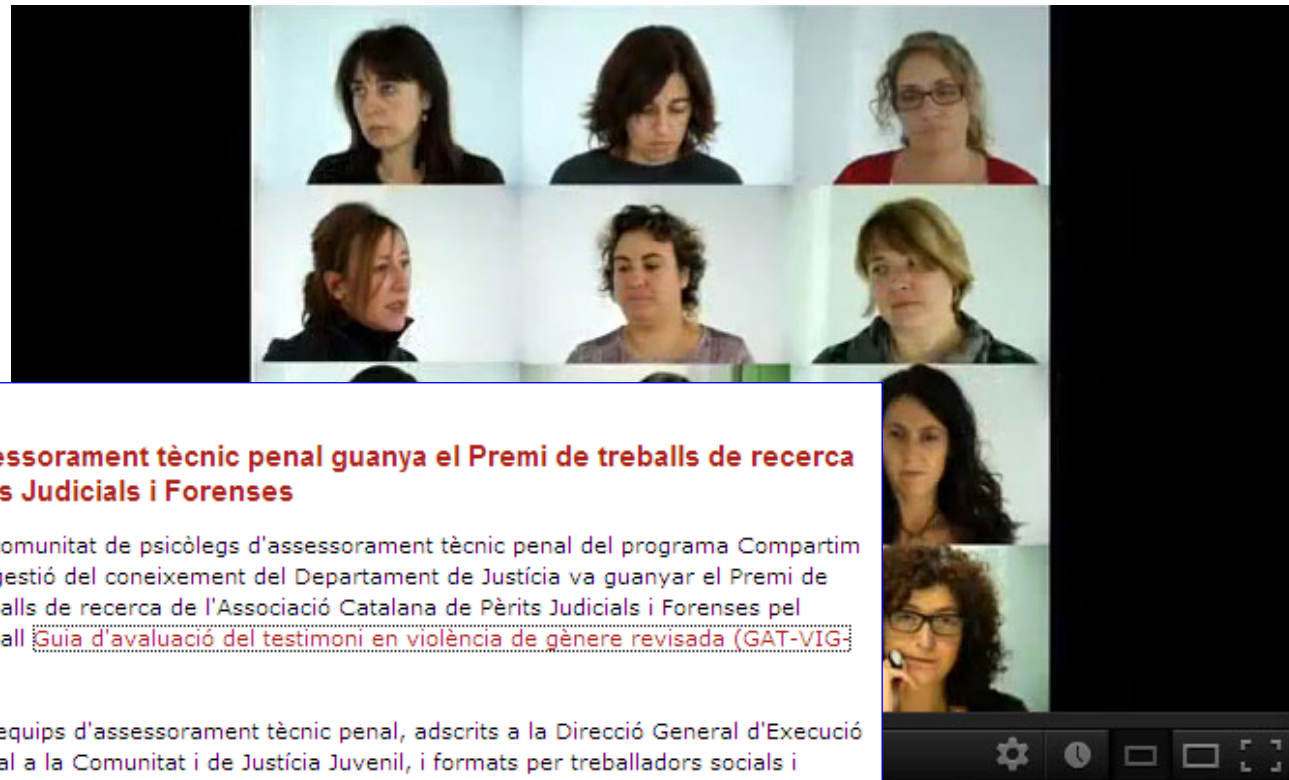 essorament tècnic penal guanya el Premi de treballs de recerca
s Judicials i Forenses
omunitat de psicòlegs d'assessorament tècnic penal del programa Compartim
gestió del coneixement del Departament de Justícia va guanyar el Premi de
alls de recerca de l'Associació Catalana de Pèrits Judicials i Forenses pel
all Guia d'avaluació del testimoni en violència de gènere revisada (GAT-VIG-
equips d'assessorament tècnic penal, adscrits a la Direcció General d'Execució
al a la Comunitat i de Justícia Juvenil, i formats per treballadors socials i